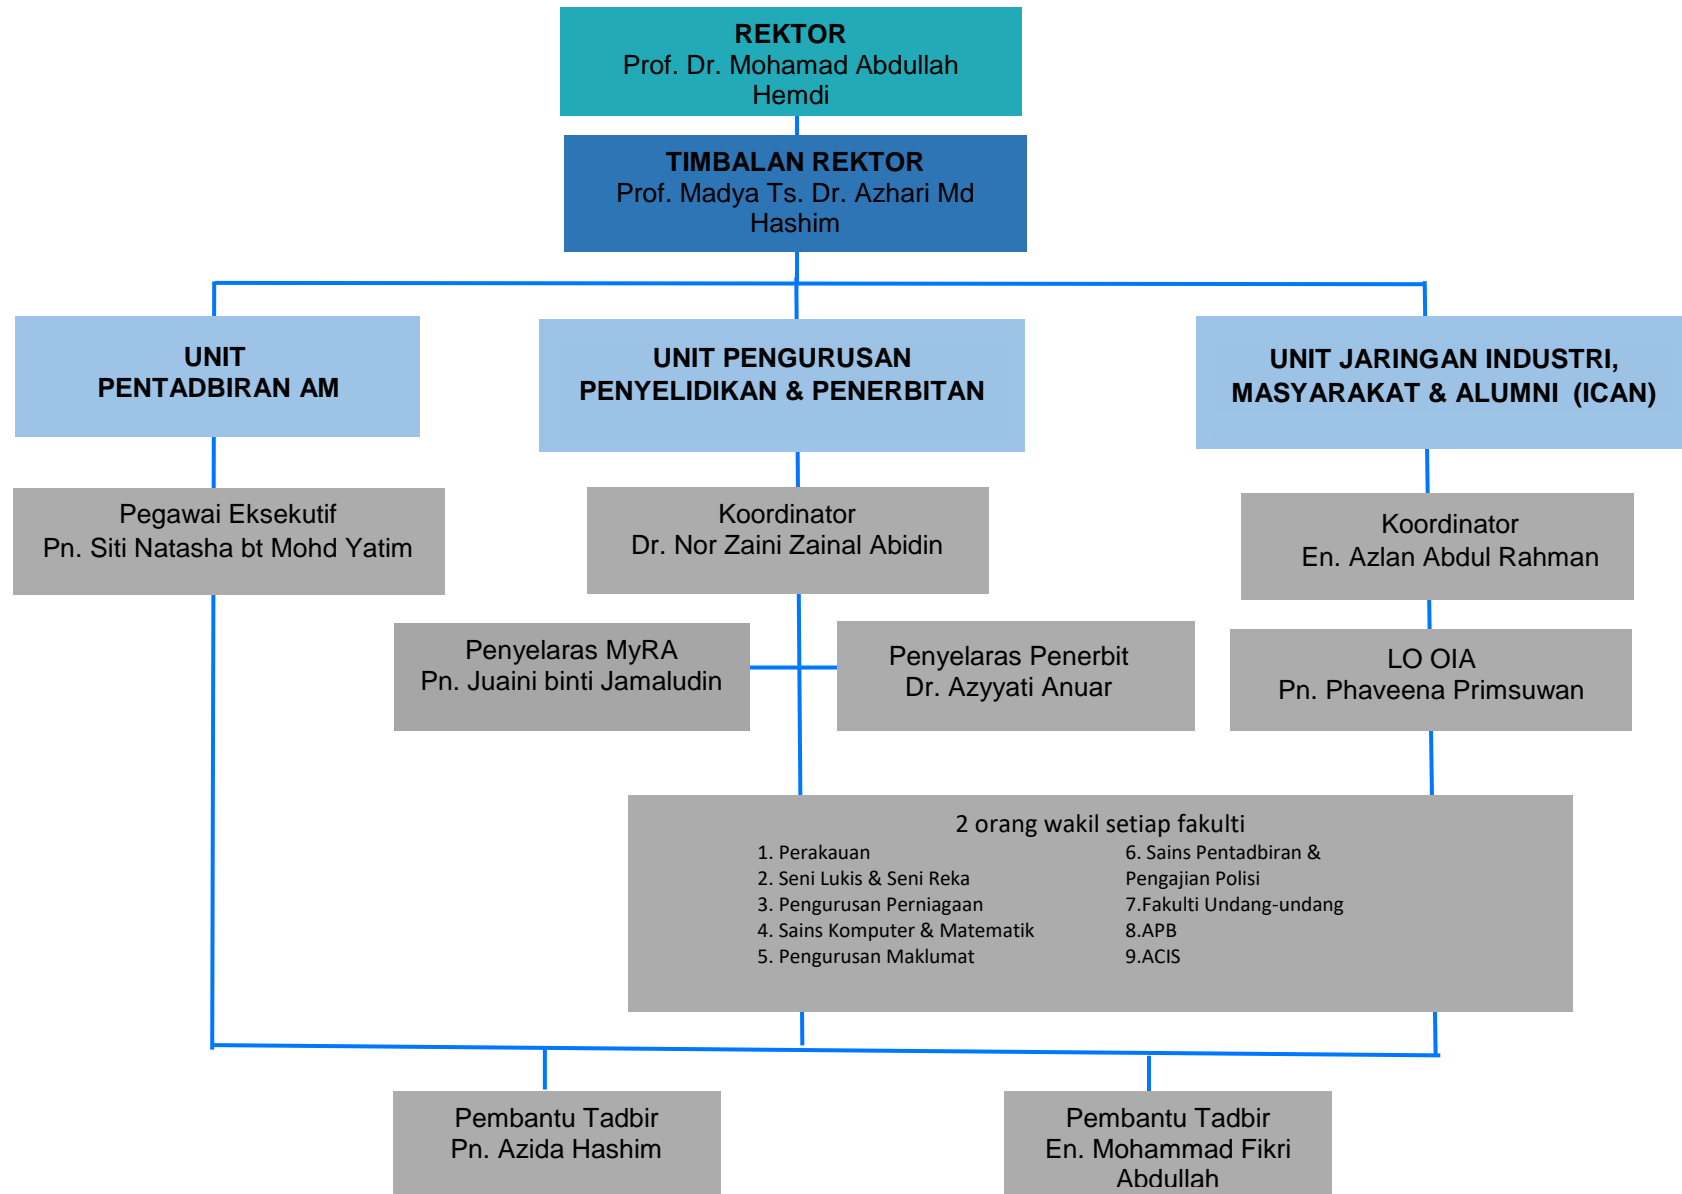 REKTOR
Prof. Dr. Mohamad Abdullah
Hemdi
TIMBALAN REKTOR
Prof. Madya Ts. Dr. Azhari Md
Hashim
UNIT
PENTADBIRAN AM
UNIT PENGURUSAN
PENYELIDIKAN & PENERBITAN
UNIT JARINGAN INDUSTRI,
MASYARAKAT & ALUMNI (ICAN)
Pegawai Eksekutif
Pn. Siti Natasha bt Mohd Yatim
Koordinator
Dr. Nor Zaini Zainal Abidin
Koordinator
En. Azlan Abdul Rahman
Penyelaras MyRA
Pn. Juaini binti Jamaludin
Penyelaras Penerbit
Dr. Azyyati Anuar
LO OIA
Pn. Phaveena Primsuwan
2 orang wakil setiap fakulti
1. Perakauan
2. Seni Lukis & Seni Reka
3. Pengurusan Perniagaan
4. Sains Komputer & Matematik
5. Pengurusan Maklumat
6. Sains Pentadbiran &
Pengajian Polisi
7.Fakulti Undang-undang
8.APB
9.ACIS
Pembantu Tadbir
Pn. Azida Hashim
Pembantu Tadbir
En. Mohammad Fikri
Abdullah